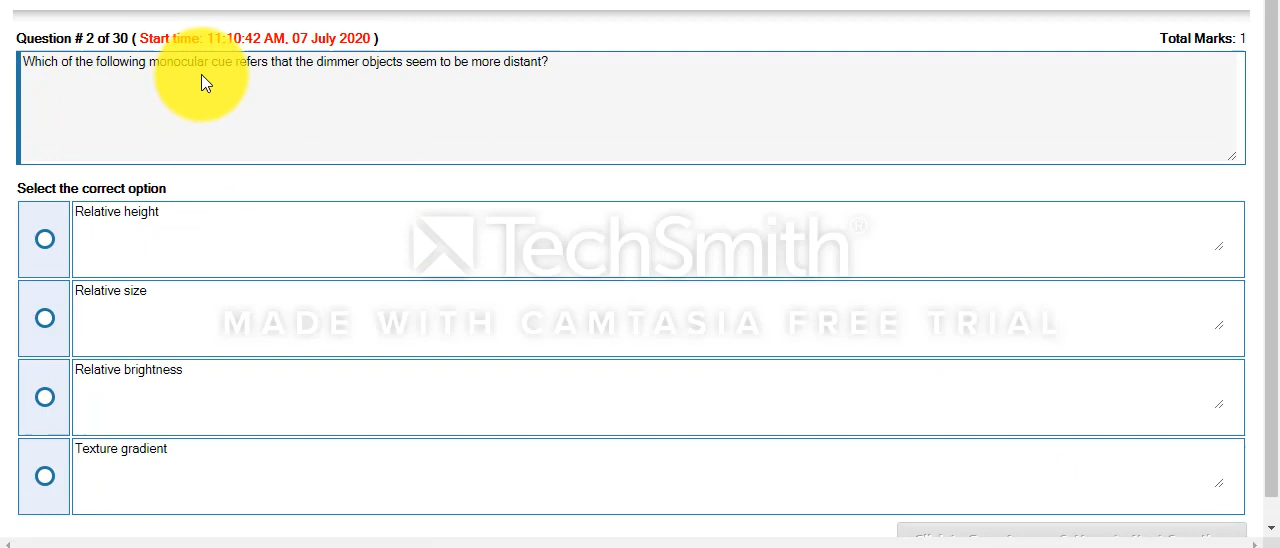 Question # 2 of 30 ( Start time: 11:10:42 AM, 07 July 2020 )
Total Marks: 1
Which of the following monocular cue refers that the dimmer objects seem to be more distant?
Select the correct option
Relative height
Relative size
Relative brightness
Texture gradient
TechSmith®
MADE WITH CAMTASIA FREE TRIAL